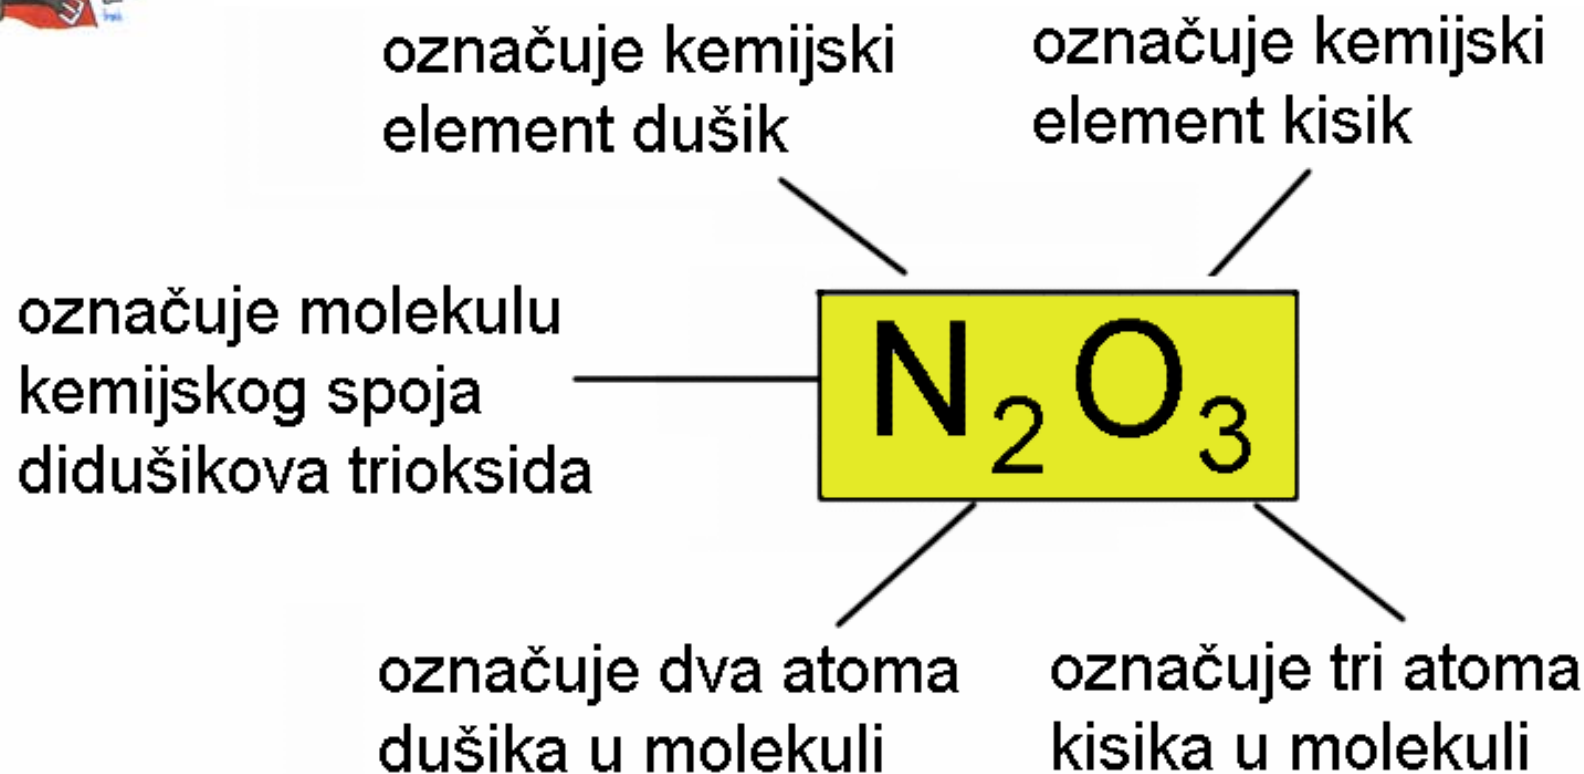 označuje kemijski
element dušik
označuje kemijski
element kisik
označuje molekulu
kemijskog spoja
didušikova trioksida
N₂O₃
označuje dva atoma
dušika u molekuli
označuje tri atoma
kisika u molekuli